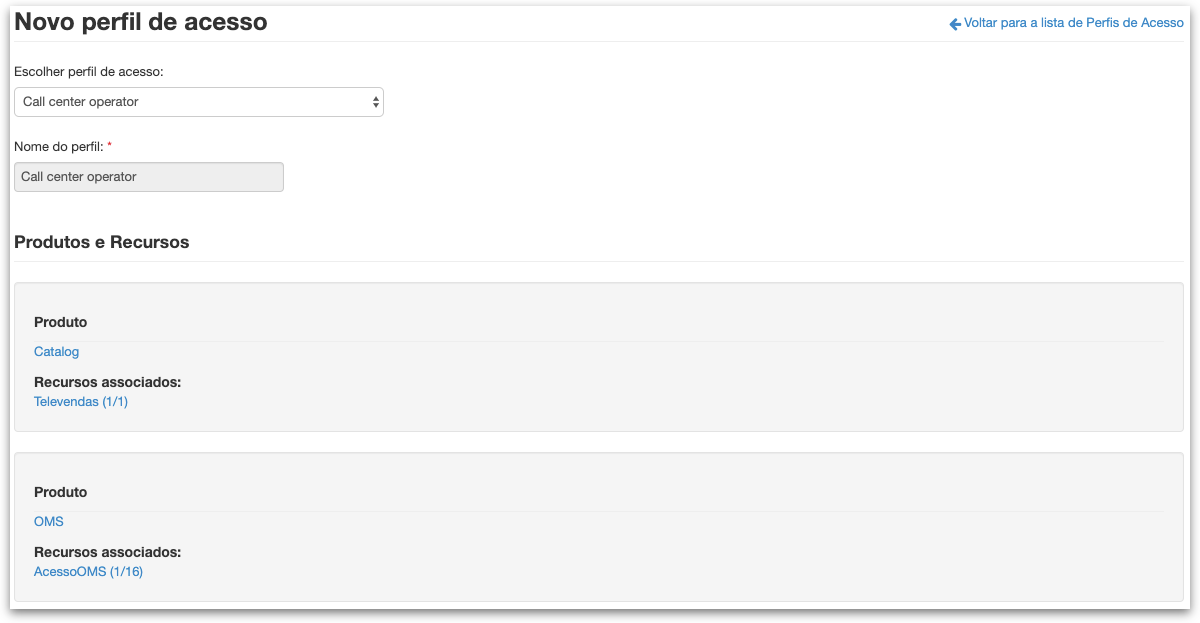 Novo perfil de acesso
Voltar para a lista de Perfis de Acesso
Escolher perfil de acesso:
Call center operator
Nome do perfil: *
Call center operator
Produtos e Recursos
Produto
Catalog
Recursos associados:
Televendas (1/1)
Produto
OMS
Recursos associados:
AcessoOMS (1/16)